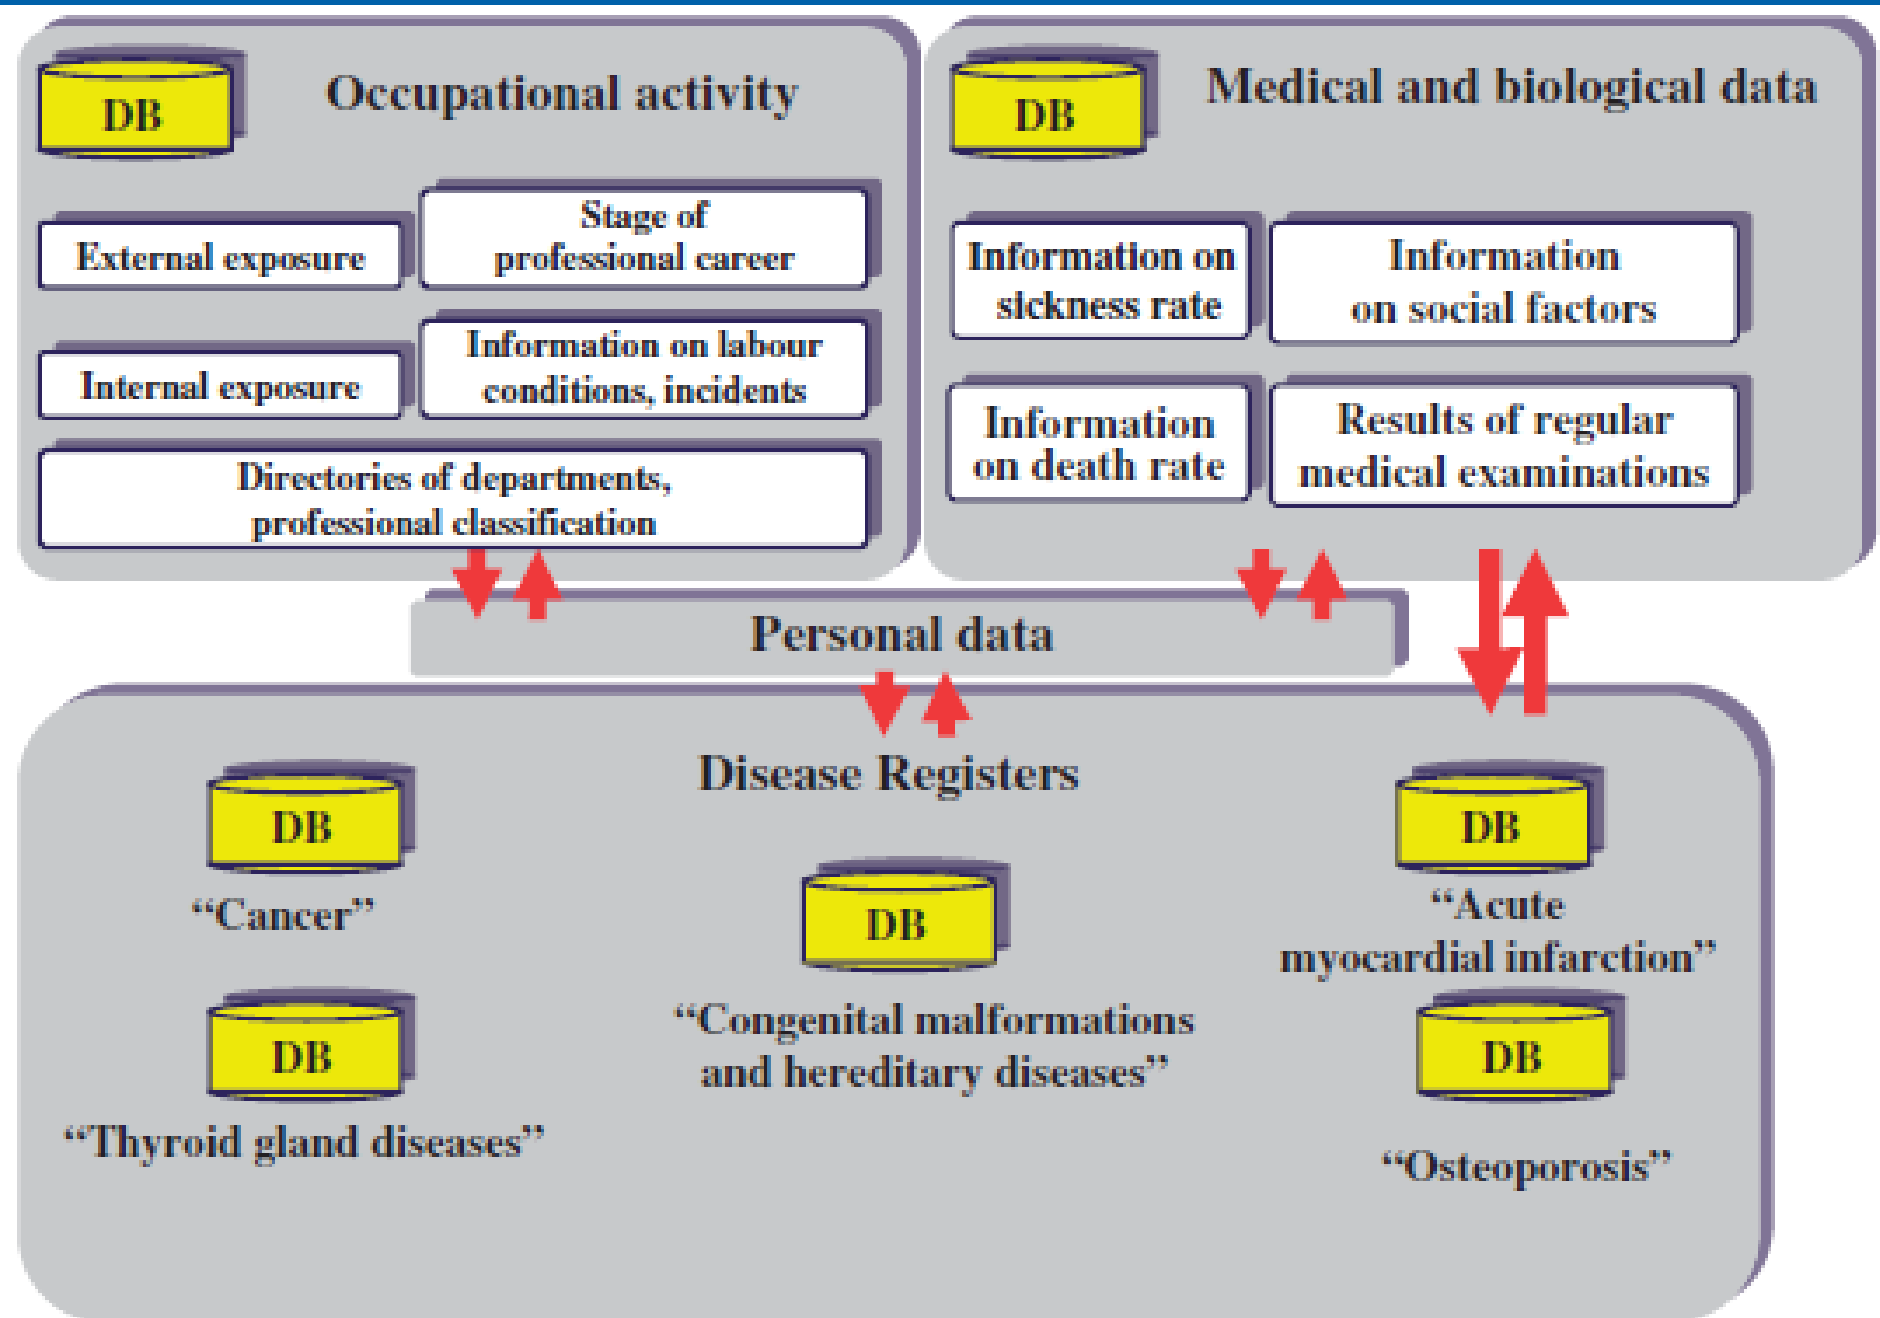 DB
Occupational activity
External exposure
Stage of
professional career
Internal exposure
Information on labour
conditions, incidents
Directories of departments,
professional classification
DB
Medical and biological data
Information on
sickness rate
Information
on social factors
Information
on death rate
Results of regular
medical examinations
Personal data
Disease Registers
DB
“Cancer”
DB
“Thyroid gland diseases”
DB
“Congenital malformations
and hereditary diseases”
DB
“Acute
myocardial infarction”
DB
“Osteoporosis”